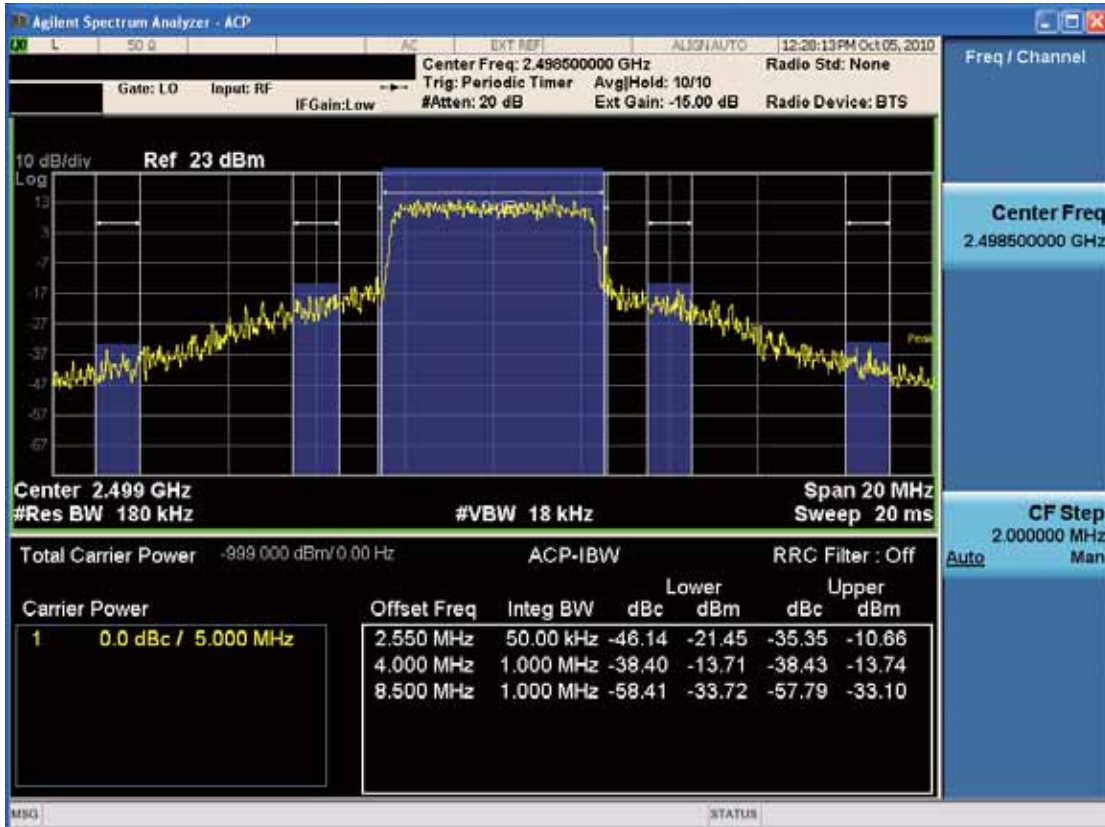 Agilent Spectrum Analyzer - ACP
L 50 Ω AC EXT REF ALIGN AUTO 12:28:13 PM Oct 05, 2010
Center Freq: 2.498500000 GHz Radio Std: None
Gate: LO Input: RF Trig: Periodic Timer Avg|Hold: 10/10
IFGain:Low #Atten: 20 dB Ext Gain: -15.00 dB Radio Device: BTS
Freq / Channel
10 dB/div Ref 23 dBm
Log
13
3
-7
-17
-27
-37
-47
-57
-67
Center 2.499 GHz Span 20 MHz
#Res BW 180 kHz #VBW 18 kHz Sweep 20 ms
Center Freq
2.498500000 GHz
CF Step
2.000000 MHz
Auto Man
Total Carrier Power -999.000 dBm/ 0.00 Hz ACP-IBW RRC Filter : Off
Lower Upper
Carrier Power Offset Freq Integ BW dBc dBm dBc dBm
1 0.0 dBc / 5.000 MHz 2.550 MHz 50.00 kHz -46.14 -21.45 -35.35 -10.66
4.000 MHz 1.000 MHz -38.40 -13.71 -38.43 -13.74
8.500 MHz 1.000 MHz -58.41 -33.72 -57.79 -33.10
MSG STATUS